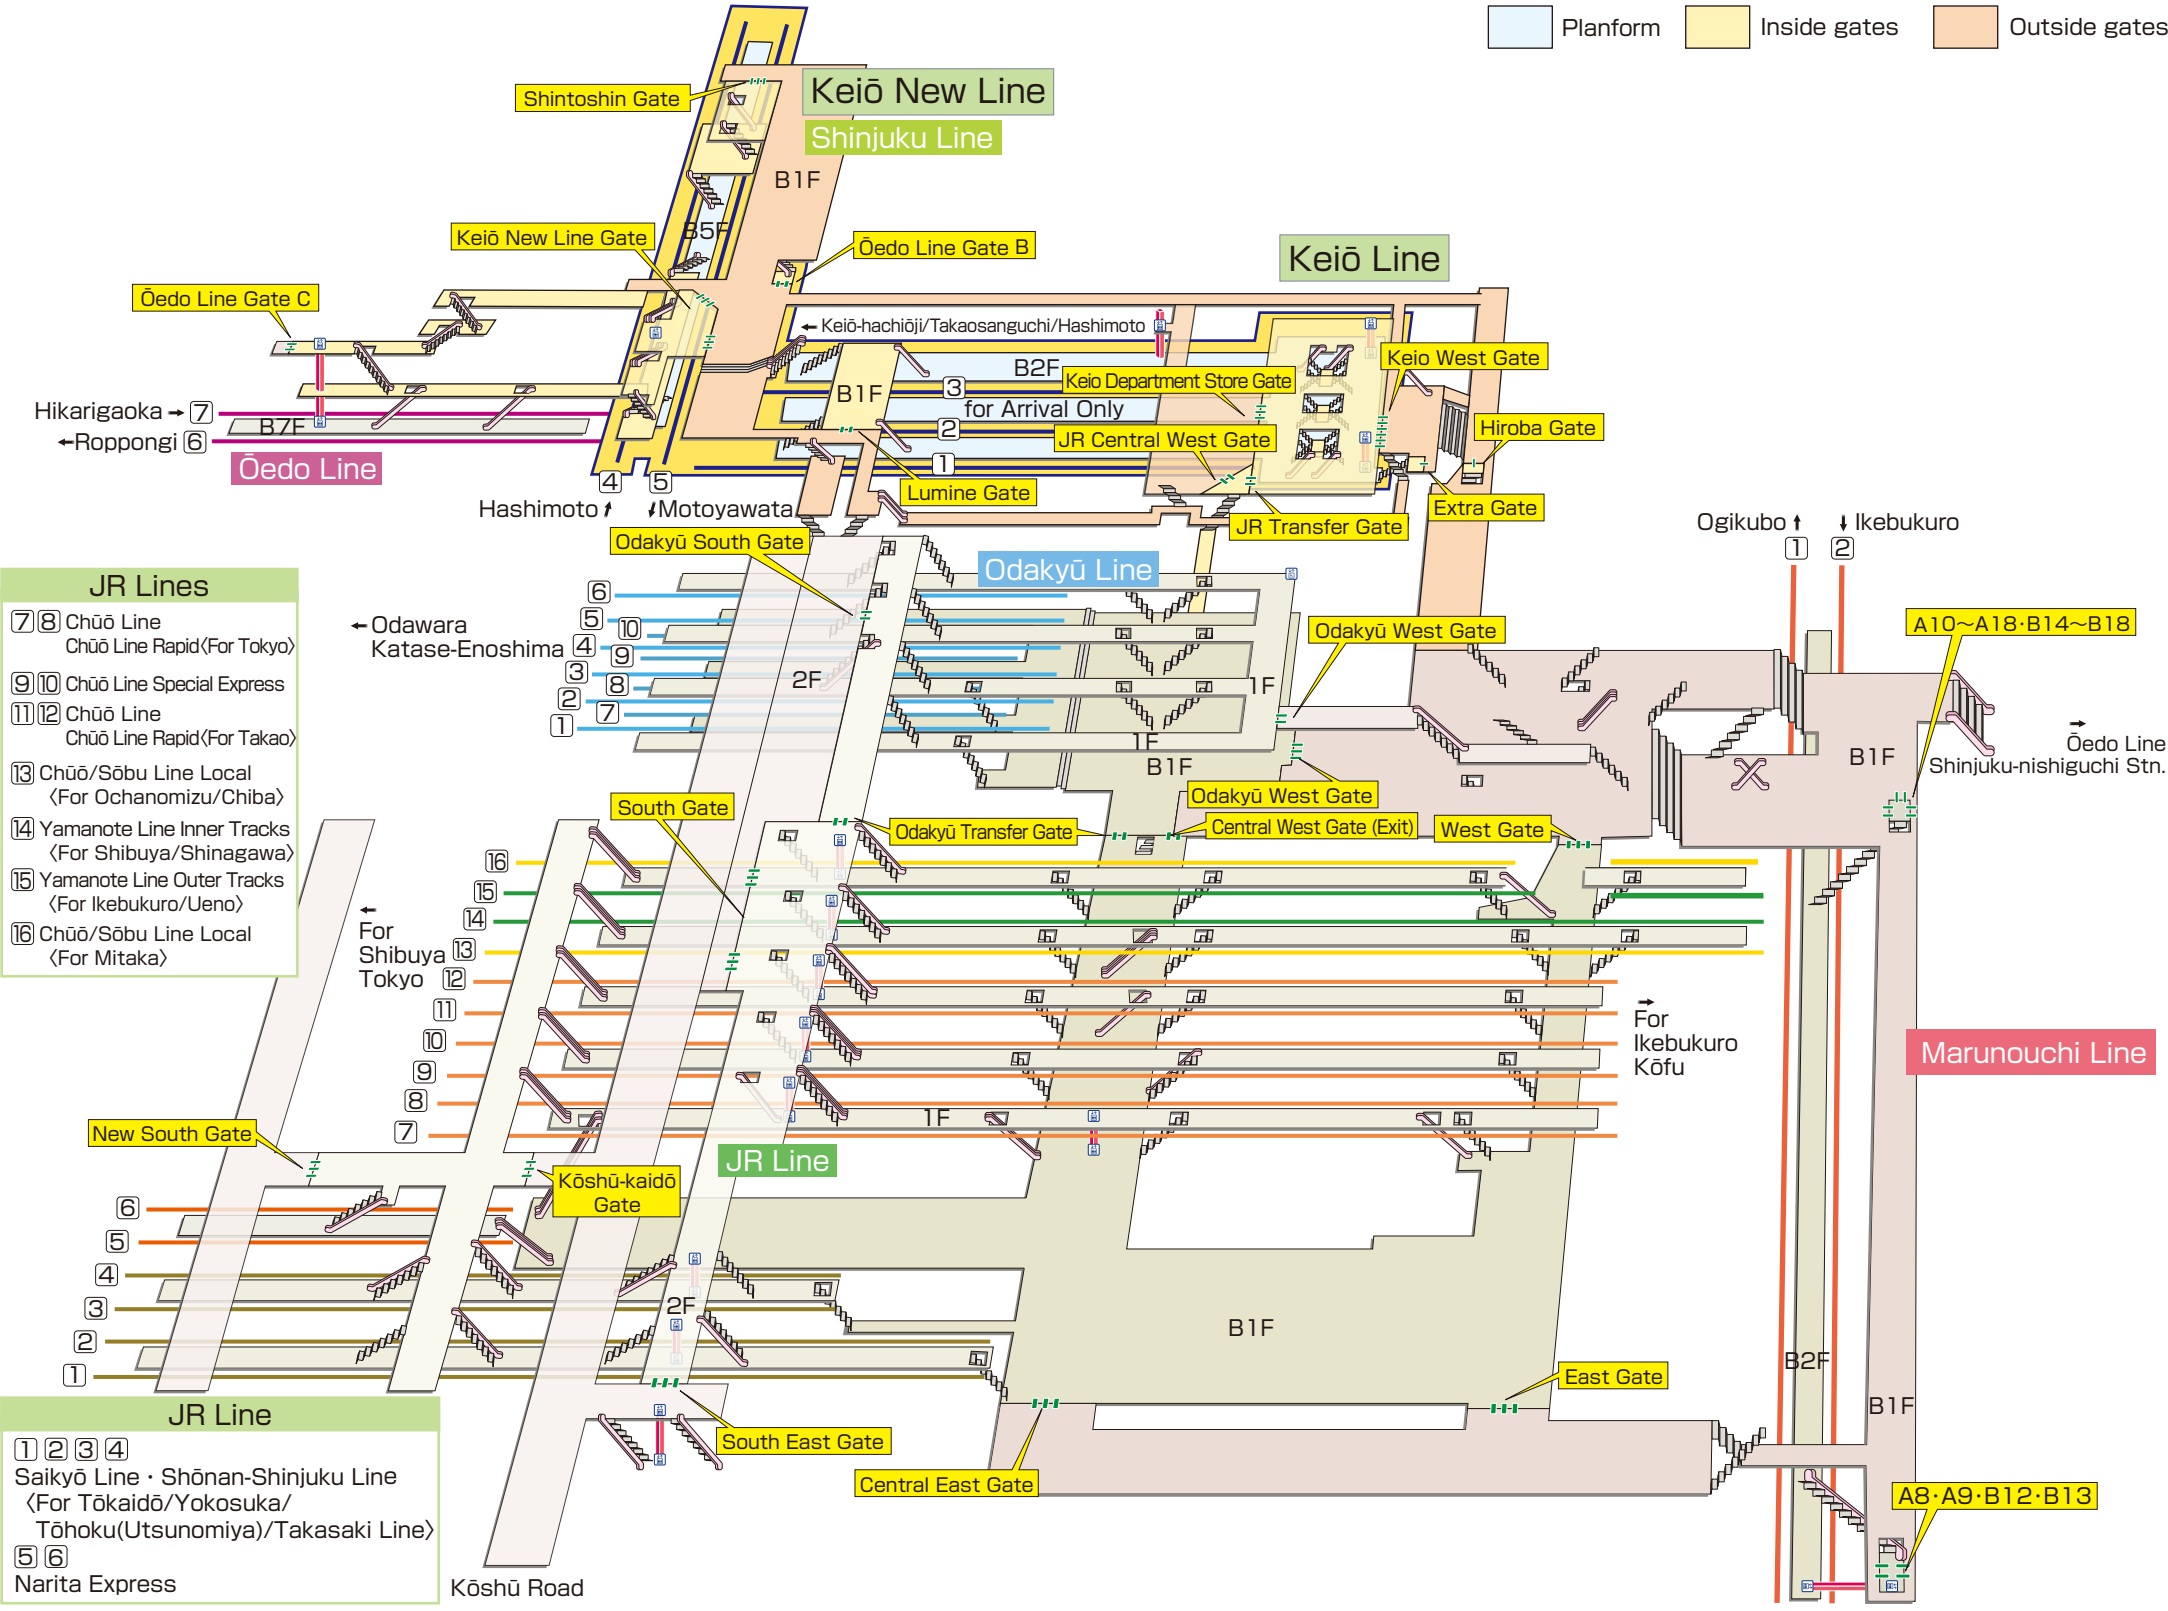 Planform
Inside gates
Outside gates
Keiō New Line
Shinjuku Line
Shintoshin Gate
B1F
B5F
Keiō New Line Gate
Ōedo Line Gate B
Keiō Line
Ōedo Line Gate C
← Keiō-hachiōji/Takaosanguchi/Hashimoto
Keio West Gate
B2F
Keio Department Store Gate
B1F
3
for Arrival Only
Hikarigaoka → 7
B7F
←Roppongi 6
2
JR Central West Gate
Hiroba Gate
Ōedo Line
1
4
5
Lumine Gate
Hashimoto
Motoyawata
Extra Gate
JR Transfer Gate
Ogikubo ↑
↓ Ikebukuro
1
2
Odakyū South Gate
Odakyū Line
JR Lines
7 8 Chūō Line
Chūō Line Rapid〈For Tokyo〉
9 10 Chūō Line Special Express
11 12 Chūō Line
Chūō Line Rapid〈For Takao〉
13 Chūō/Sōbu Line Local
〈For Ochanomizu/Chiba〉
14 Yamanote Line Inner Tracks
〈For Shibuya/Shinagawa〉
15 Yamanote Line Outer Tracks
〈For Ikebukuro/Ueno〉
16 Chūō/Sōbu Line Local
〈For Mitaka〉
← Odawara
Katase-Enoshima
6
5
10
4
9
3
8
2
7
1
2F
1F
1F
B1F
Odakyū West Gate
A10～A18･B14～B18
→
Ōedo Line
Shinjuku-nishiguchi Stn.
B1F
Odakyū West Gate
South Gate
Odakyū Transfer Gate
Central West Gate (Exit)
West Gate
16
15
14
13
12
11
10
9
8
7
←
For
Shibuya
Tokyo
→
For
Ikebukuro
Kōfu
Marunouchi Line
1F
New South Gate
JR Line
Kōshū-kaidō
Gate
6
5
4
3
2
1
2F
B1F
B2F
East Gate
B1F
South East Gate
Central East Gate
A8･A9･B12･B13
JR Line
1 2 3 4
Saikyō Line・Shōnan-Shinjuku Line
〈For Tōkaidō/Yokosuka/
Tōhoku(Utsunomiya)/Takasaki Line〉
5 6
Narita Express
Kōshū Road